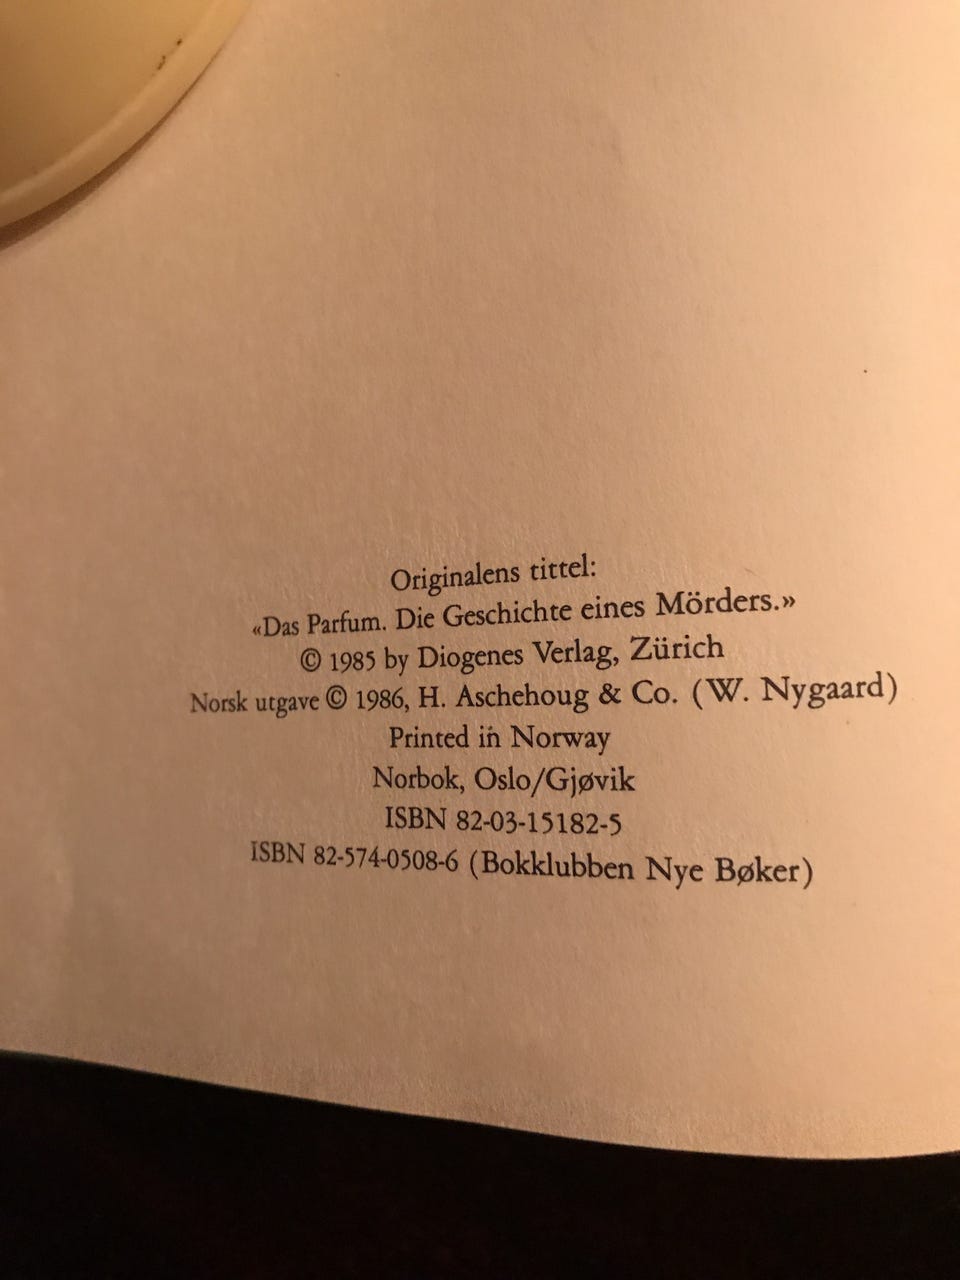 Originalens tittel:
«Das Parfum. Die Geschichte eines Mörders.»
© 1985 by Diogenes Verlag, Zürich
Norsk utgave © 1986, H. Aschehoug & Co. (W. Nygaard)
Printed in Norway
Norbok, Oslo/Gjøvik
ISBN 82-03-15182-5
ISBN 82-574-0508-6 (Bokklubben Nye Bøker)